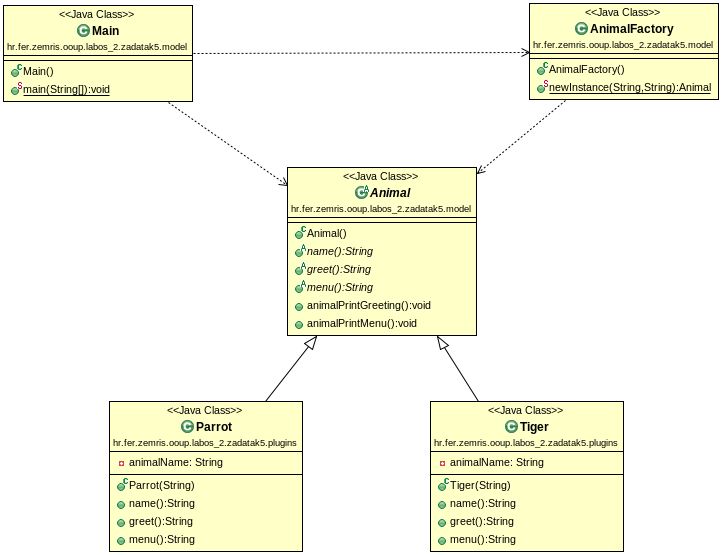 <<Java Class>>
Main
hr.fer.zemris.ooup.labos_2.zadatak5.model
Main()
main(String[]):void
<<Java Class>>
AnimalFactory
hr.fer.zemris.ooup.labos_2.zadatak5.model
AnimalFactory()
newInstance(String,String):Animal
<<Java Class>>
Animal
hr.fer.zemris.ooup.labos_2.zadatak5.model
Animal()
name():String
greet():String
menu():String
animalPrintGreeting():void
animalPrintMenu():void
<<Java Class>>
Parrot
hr.fer.zemris.ooup.labos_2.zadatak5.plugins
animalName: String
Parrot(String)
name():String
greet():String
menu():String
<<Java Class>>
Tiger
hr.fer.zemris.ooup.labos_2.zadatak5.plugins
animalName: String
Tiger(String)
name():String
greet():String
menu():String